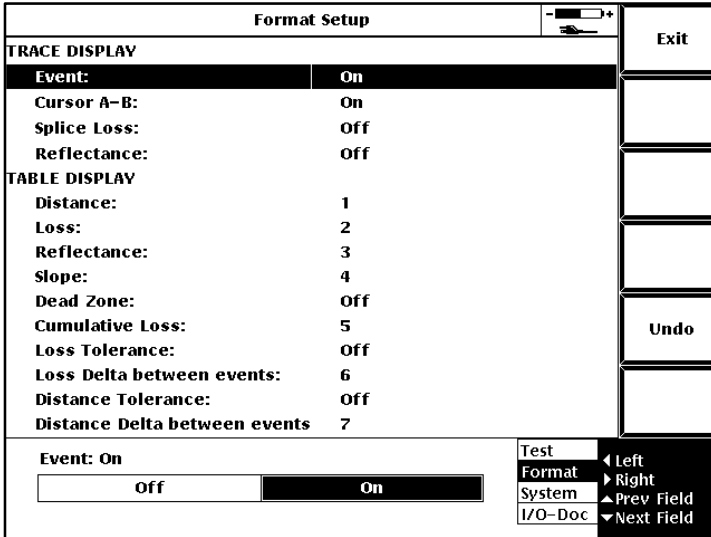 Format Setup
- +
Exit
TRACE DISPLAY
Event: On
Cursor A-B: On
Splice Loss: Off
Reflectance: Off
TABLE DISPLAY
Distance: 1
Loss: 2
Reflectance: 3
Slope: 4
Dead Zone: Off
Cumulative Loss: 5
Undo
Loss Tolerance: Off
Loss Delta between events: 6
Distance Tolerance: Off
Distance Delta between events 7
Event: On
Off On
Test
Format
System
I/O-Doc
Left
Right
Prev Field
Next Field